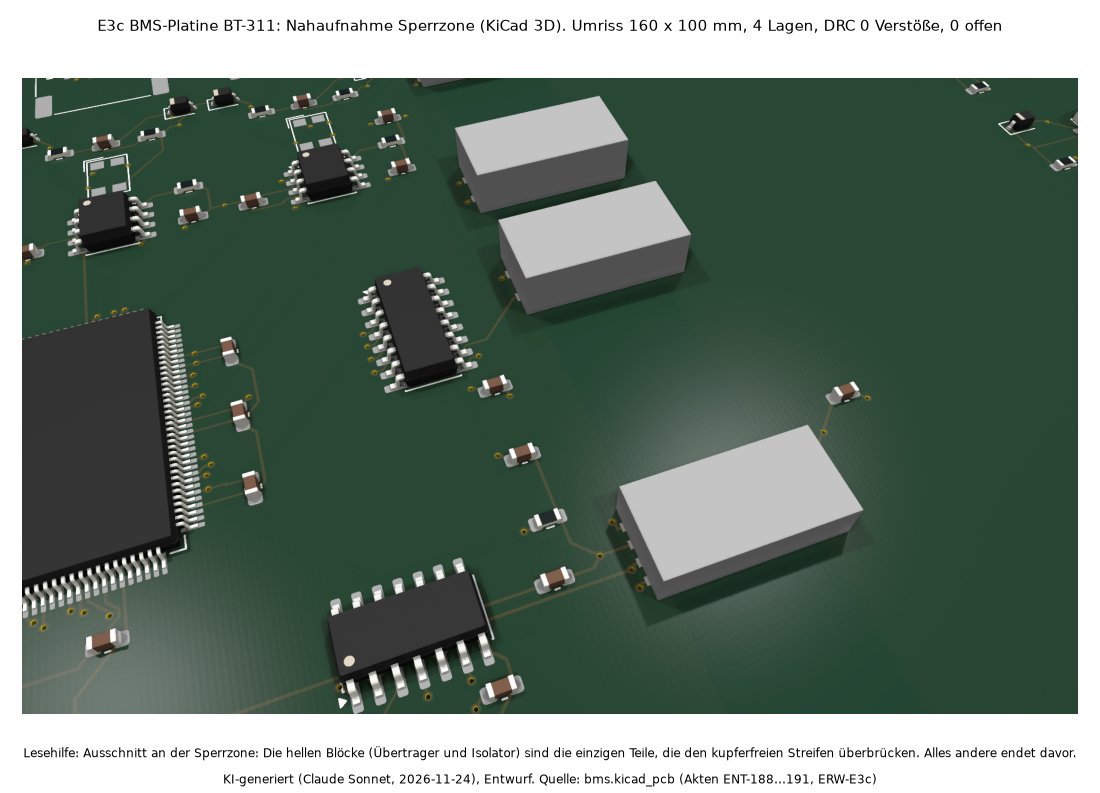 E3c BMS-Platine BT-311: Nahaufnahme Sperrzone (KiCad 3D). Umriss 160 x 100 mm, 4 Lagen, DRC 0 Verstöße, 0 offen
Lesehilfe: Ausschnitt an der Sperrzone: Die hellen Blöcke (Übertrager und Isolator) sind die einzigen Teile, die den kupferfreien Streifen überbrücken. Alles andere endet davor.
KI-generiert (Claude Sonnet, 2026-11-24), Entwurf. Quelle: bms.kicad_pcb (Akten ENT-188...191, ERW-E3c)